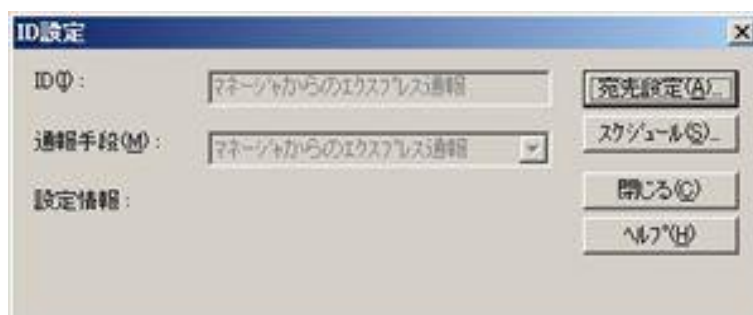 ID設定
ID(I):
マネージャからのエクスプレス通報
宛先設定(A)...
通報手段(M):
マネージャからのエクスプレス通報
スケジュール(S)...
設定情報:
閉じる(C)
ヘルプ(H)